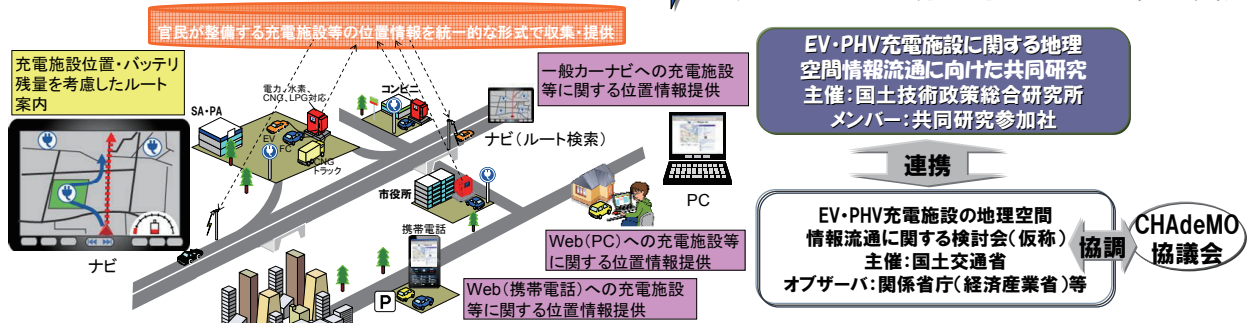 官民が整備する充電施設等の位置情報を統一的な形式で収集・提供
充電施設位置・バッテリ
残量を考慮したルート
案内
ナビ
SA・PA
電力、水素、
CNG、LPG対応
EV
FC
CNG
トラック
コンビニ
市役所
携帯電話
P
一般カーナビへの充電施設
等に関する位置情報提供
ナビ(ルート検索)
PC
Web(PC)への充電施設等
に関する位置情報提供
Web(携帯電話)への充電施設
等に関する位置情報提供
EV・PHV充電施設に関する地理
空間情報流通に向けた共同研究
主催:国土技術政策総合研究所
メンバー:共同研究参加社
連携
EV・PHV充電施設の地理空間
情報流通に関する検討会(仮称)
主催:国土交通省
オブザーバ:関係省庁(経済産業省)等
協調
CHAdeMO
協議会